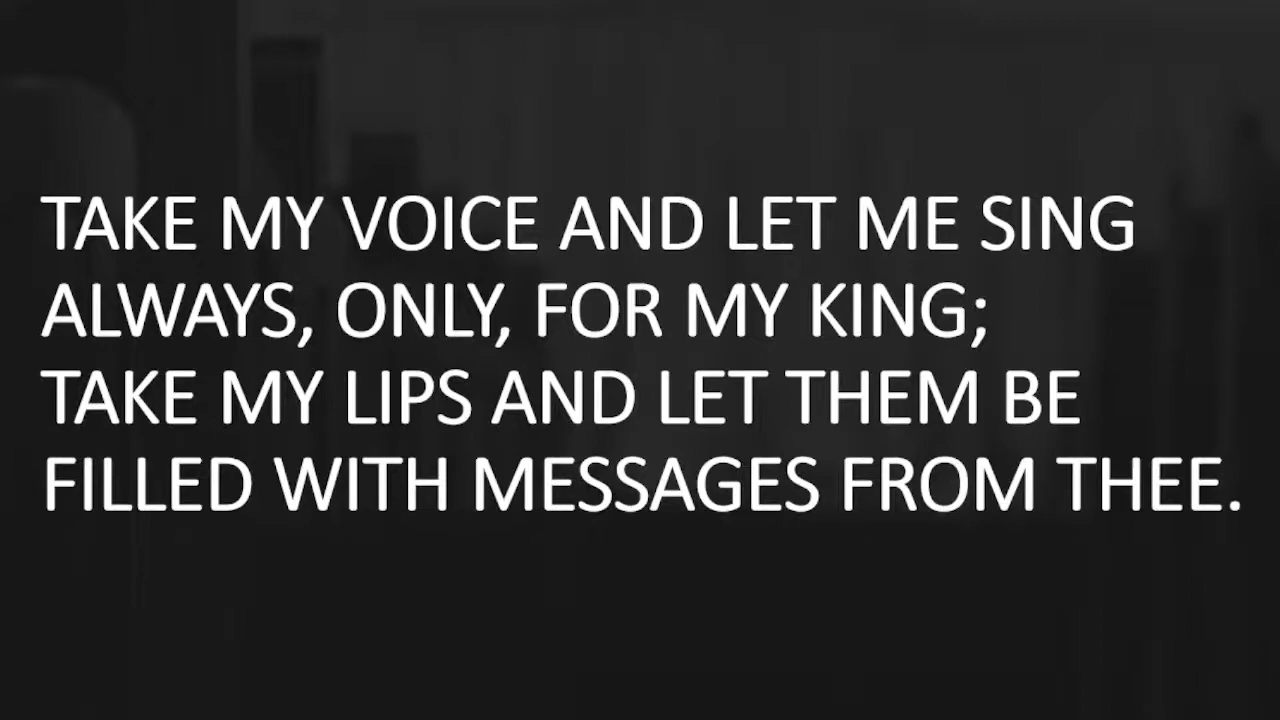 TAKE MY VOICE AND LET ME SING
ALWAYS, ONLY, FOR MY KING;
TAKE MY LIPS AND LET THEM BE
FILLED WITH MESSAGES FROM THEE.